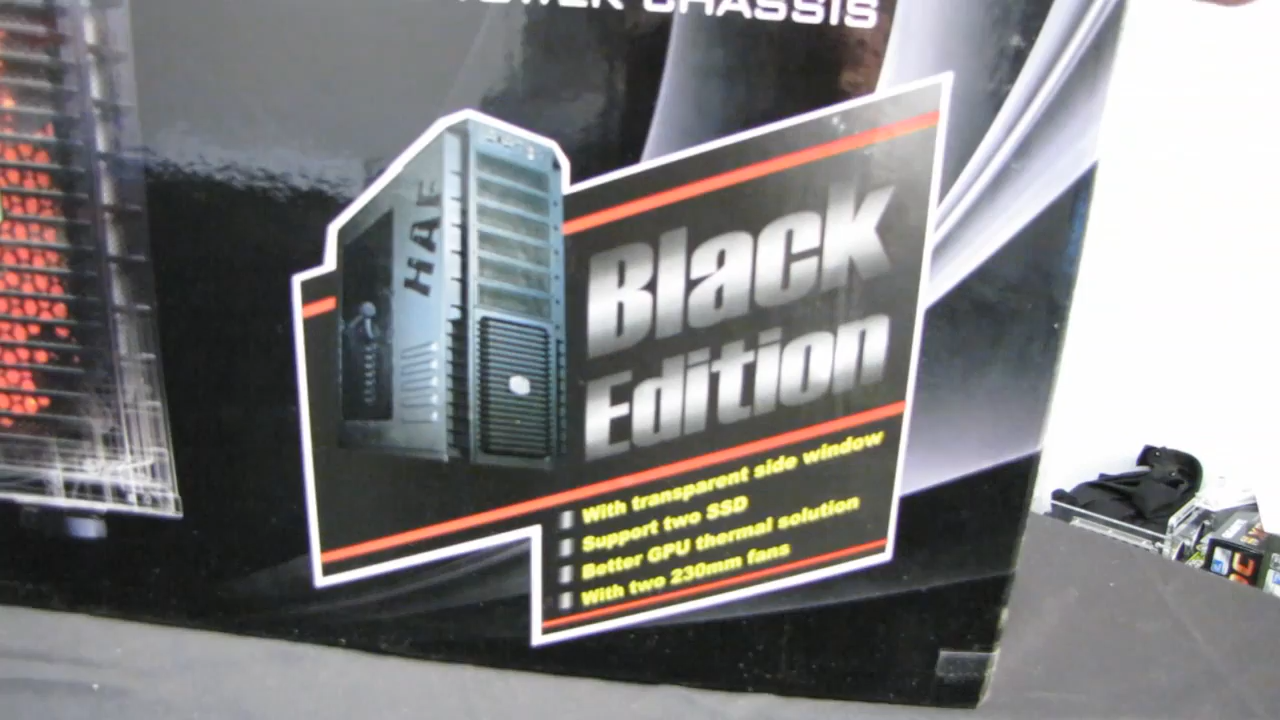 TOWER CHASSIS
HAF
Black
Edition
With transparent side window
Support two SSD
Better GPU thermal solution
With two 230mm fans